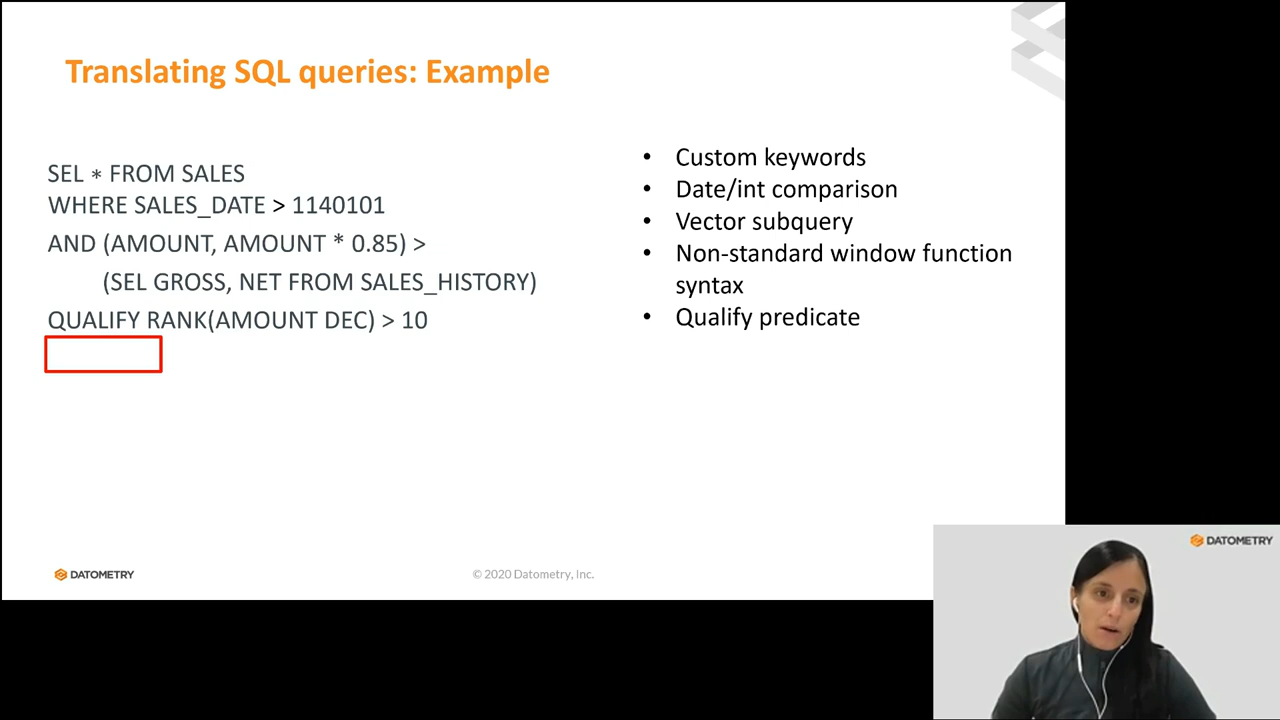 Translating SQL queries: Example
SEL * FROM SALES
WHERE SALES_DATE > 1140101
AND (AMOUNT, AMOUNT * 0.85) >
(SEL GROSS, NET FROM SALES_HISTORY)
QUALIFY RANK(AMOUNT DEC) > 10
• Custom keywords
• Date/int comparison
• Vector subquery
• Non-standard window function
syntax
• Qualify predicate
DATOMETRY
© 2020 Datometry, Inc.
DATOMETRY